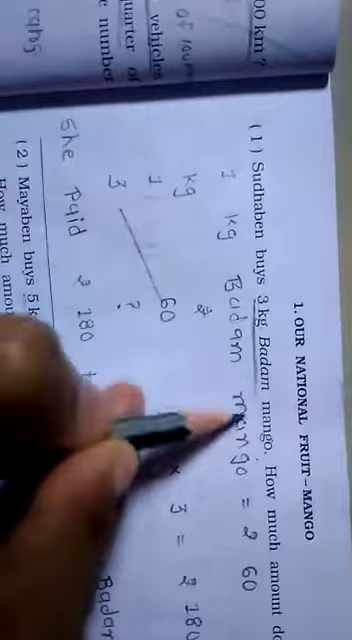 00 km ?
vehicles
quarter of
e number
1. OUR NATIONAL FRUIT – MANGO
(1) Sudhaben buys 3 kg Badam mango. How much amount d
1 kg Badam mango = ₹ 60
kg ₹
1 60
3 ?
× 3 = ₹ 180
She paid ₹ 180
Badam
(2) Mayaben buys 5 k
How much amou